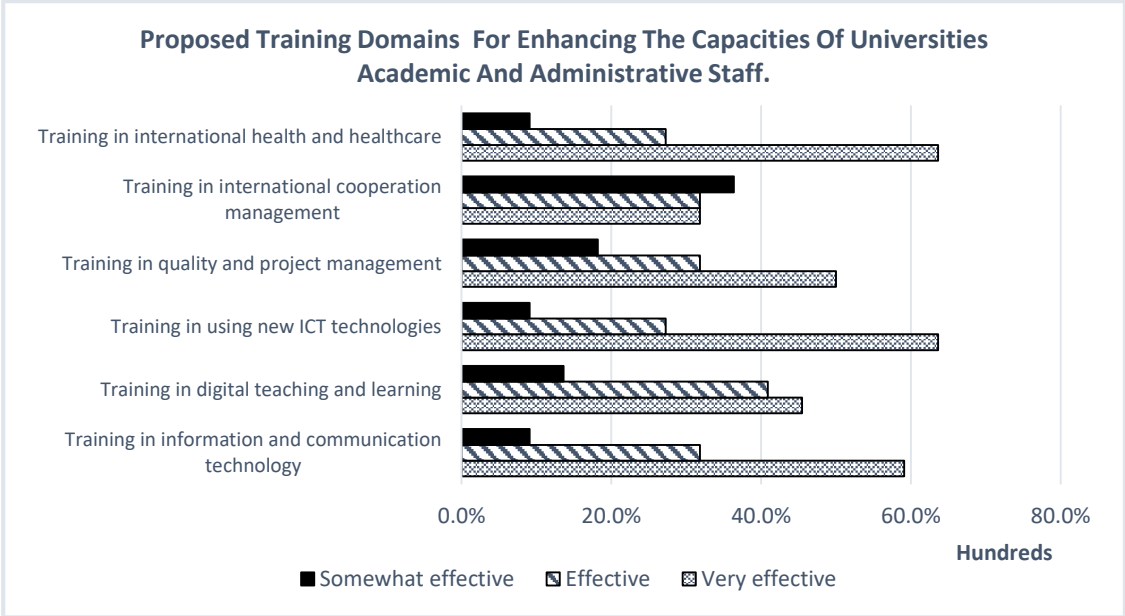 Proposed Training Domains For Enhancing The Capacities Of Universities
Academic And Administrative Staff.
Training in international health and healthcare
Training in international cooperation
management
Training in quality and project management
Training in using new ICT technologies
Training in digital teaching and learning
Training in information and communication
technology
0.0% 20.0% 40.0% 60.0% 80.0%
Hundreds
Somewhat effective Effective Very effective